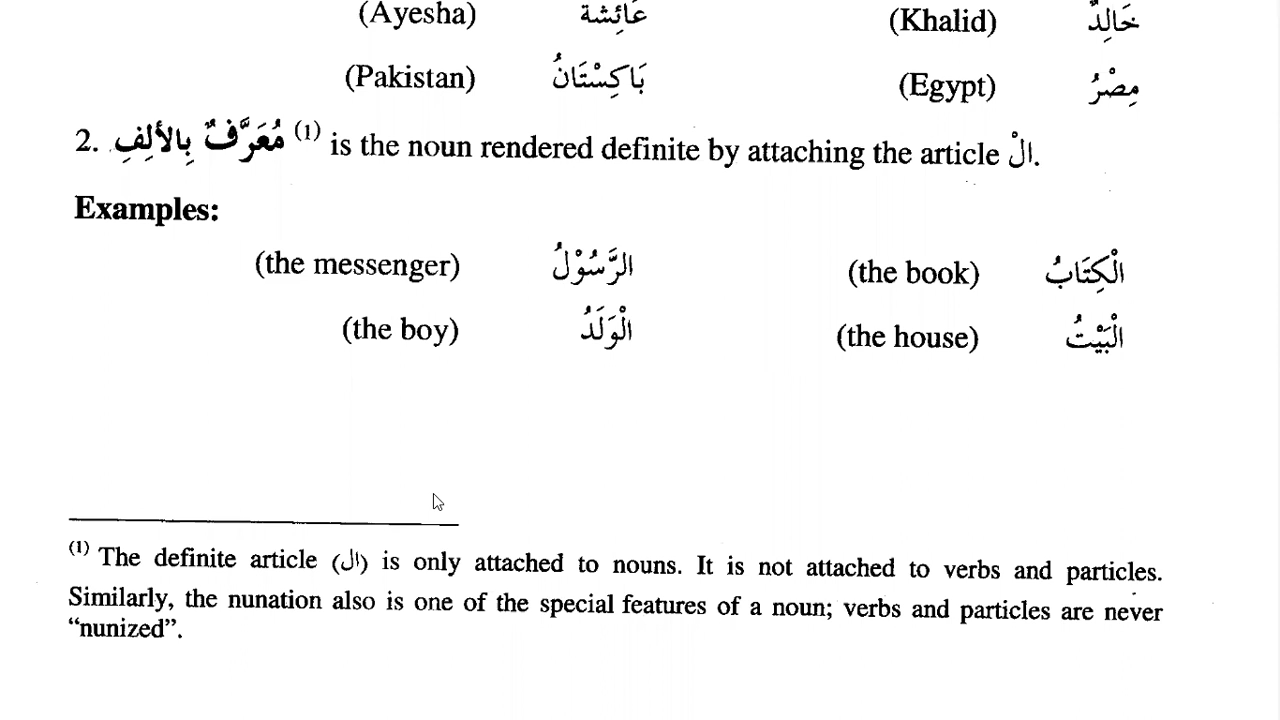 (Ayesha) عَائِشة (Khalid) خَالِدٌ
(Pakistan) بَاكِسْتَانُ (Egypt) مِصْرُ
2. مُعَرَّفٌ بِالألِفِ (1) is the noun rendered definite by attaching the article الْ.
Examples:
(the messenger) الرَّسُوْلُ (the book) الْكِتَابُ
(the boy) الْوَلَدُ (the house) الْبَيْتُ
(1) The definite article (ال) is only attached to nouns. It is not attached to verbs and particles.
Similarly, the nunation also is one of the special features of a noun; verbs and particles are never
“nunized”.